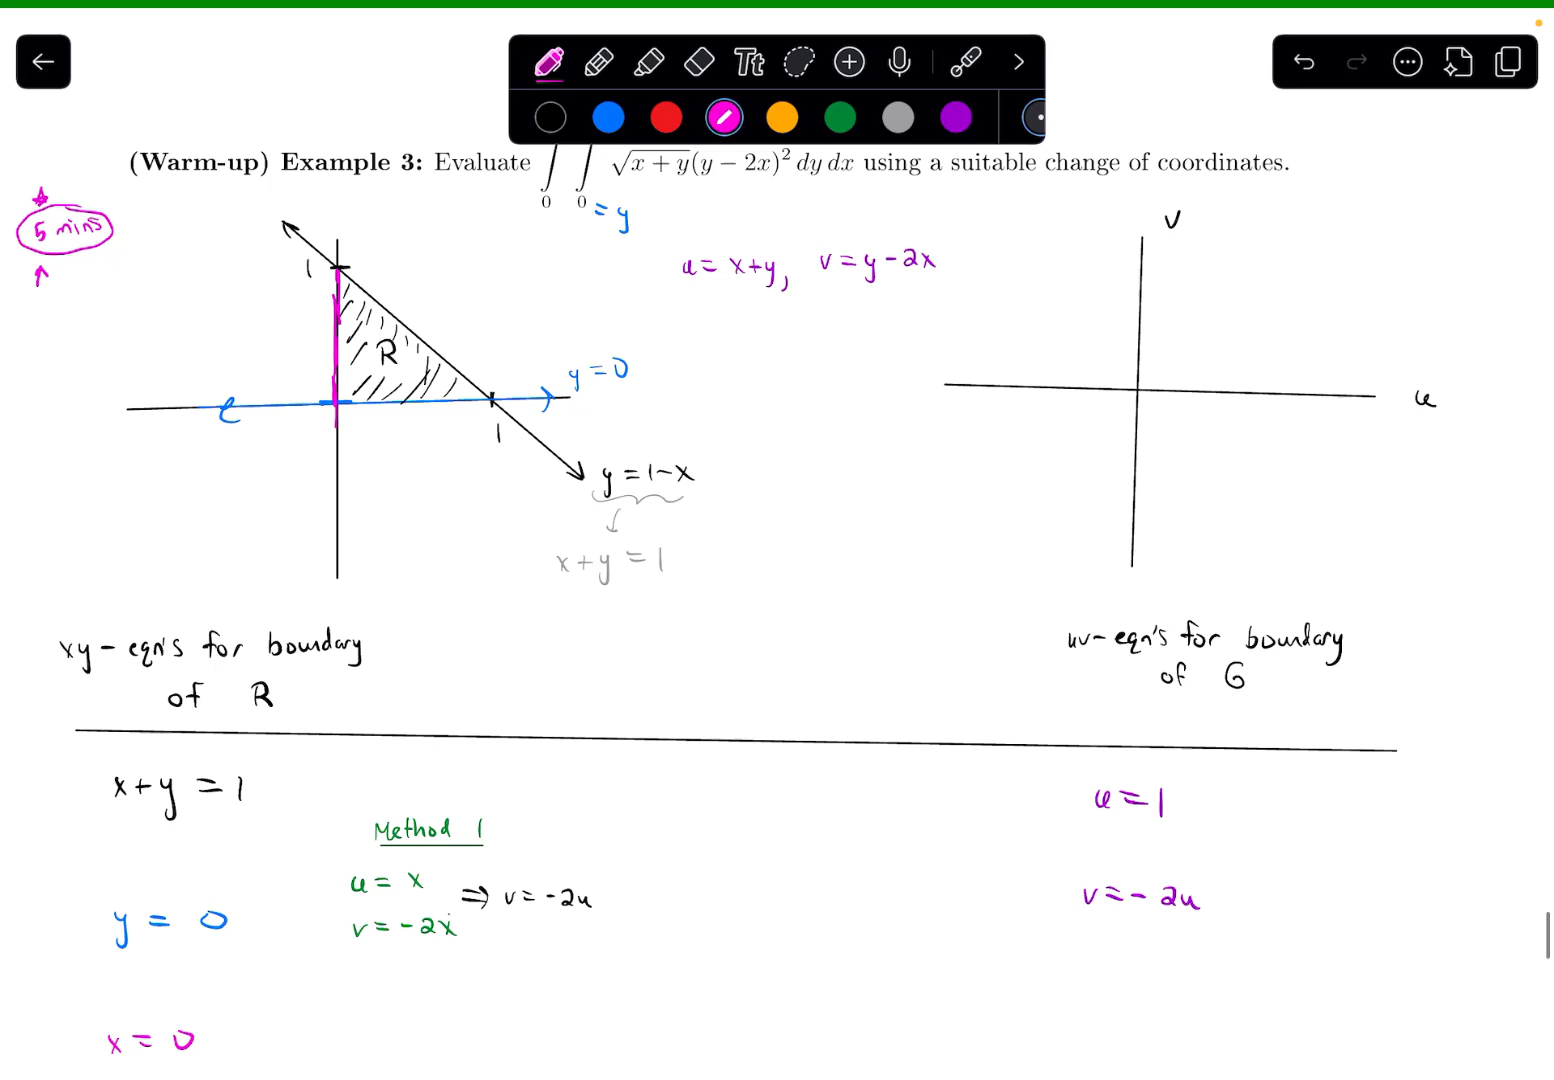 Tt
(Warm-up) Example 3: Evaluate ∫₀ ∫₀ √(x + y)(y − 2x)² dy dx using a suitable change of coordinates.
= y
5 mins
u = x+y, v = y-2x
v
1
R
y = 0
u
1
y = 1-x
x+y = 1
xy-eqn's for boundary
of R
uv-eqn's for boundary
of G
x+y = 1
u = 1
Method 1
u = x
v = -2x
⇒ v = -2u
v = -2u
y = 0
x = 0